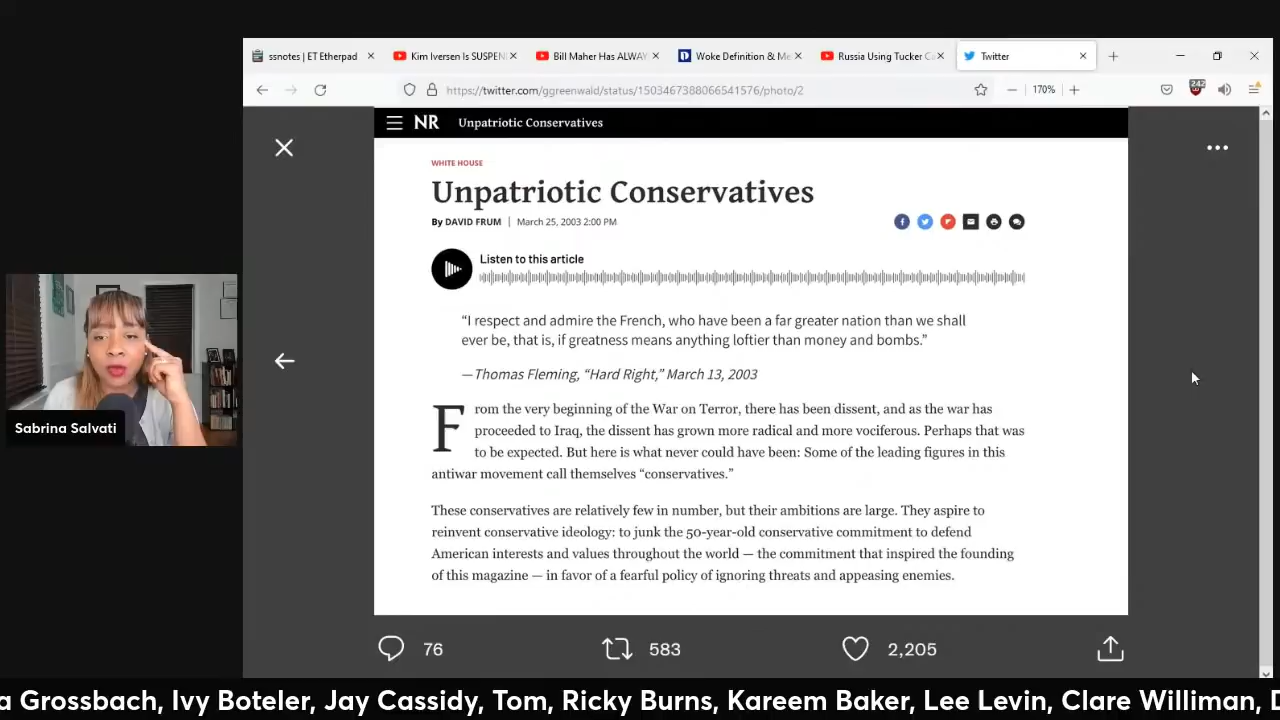 ssnotes | ET Etherpad
Kim Iversen Is SUSPEN
Bill Maher Has ALWAY
Woke Definition & Me
Russia Using Tucker Ca
Twitter
https://twitter.com/ggreenwald/status/1503467388066541576/photo/2
170%
242
NR Unpatriotic Conservatives
WHITE HOUSE
Unpatriotic Conservatives
By DAVID FRUM | March 25, 2003 2:00 PM
Listen to this article
“I respect and admire the French, who have been a far greater nation than we shall
ever be, that is, if greatness means anything loftier than money and bombs.”
—Thomas Fleming, “Hard Right,” March 13, 2003
From the very beginning of the War on Terror, there has been dissent, and as the war has
proceeded to Iraq, the dissent has grown more radical and more vociferous. Perhaps that was
to be expected. But here is what never could have been: Some of the leading figures in this
antiwar movement call themselves “conservatives.”
These conservatives are relatively few in number, but their ambitions are large. They aspire to
reinvent conservative ideology: to junk the 50-year-old conservative commitment to defend
American interests and values throughout the world — the commitment that inspired the founding
of this magazine — in favor of a fearful policy of ignoring threats and appeasing enemies.
76
583
2,205
Sabrina Salvati
a Grossbach, Ivy Boteler, Jay Cassidy, Tom, Ricky Burns, Kareem Baker, Lee Levin, Clare Williman,